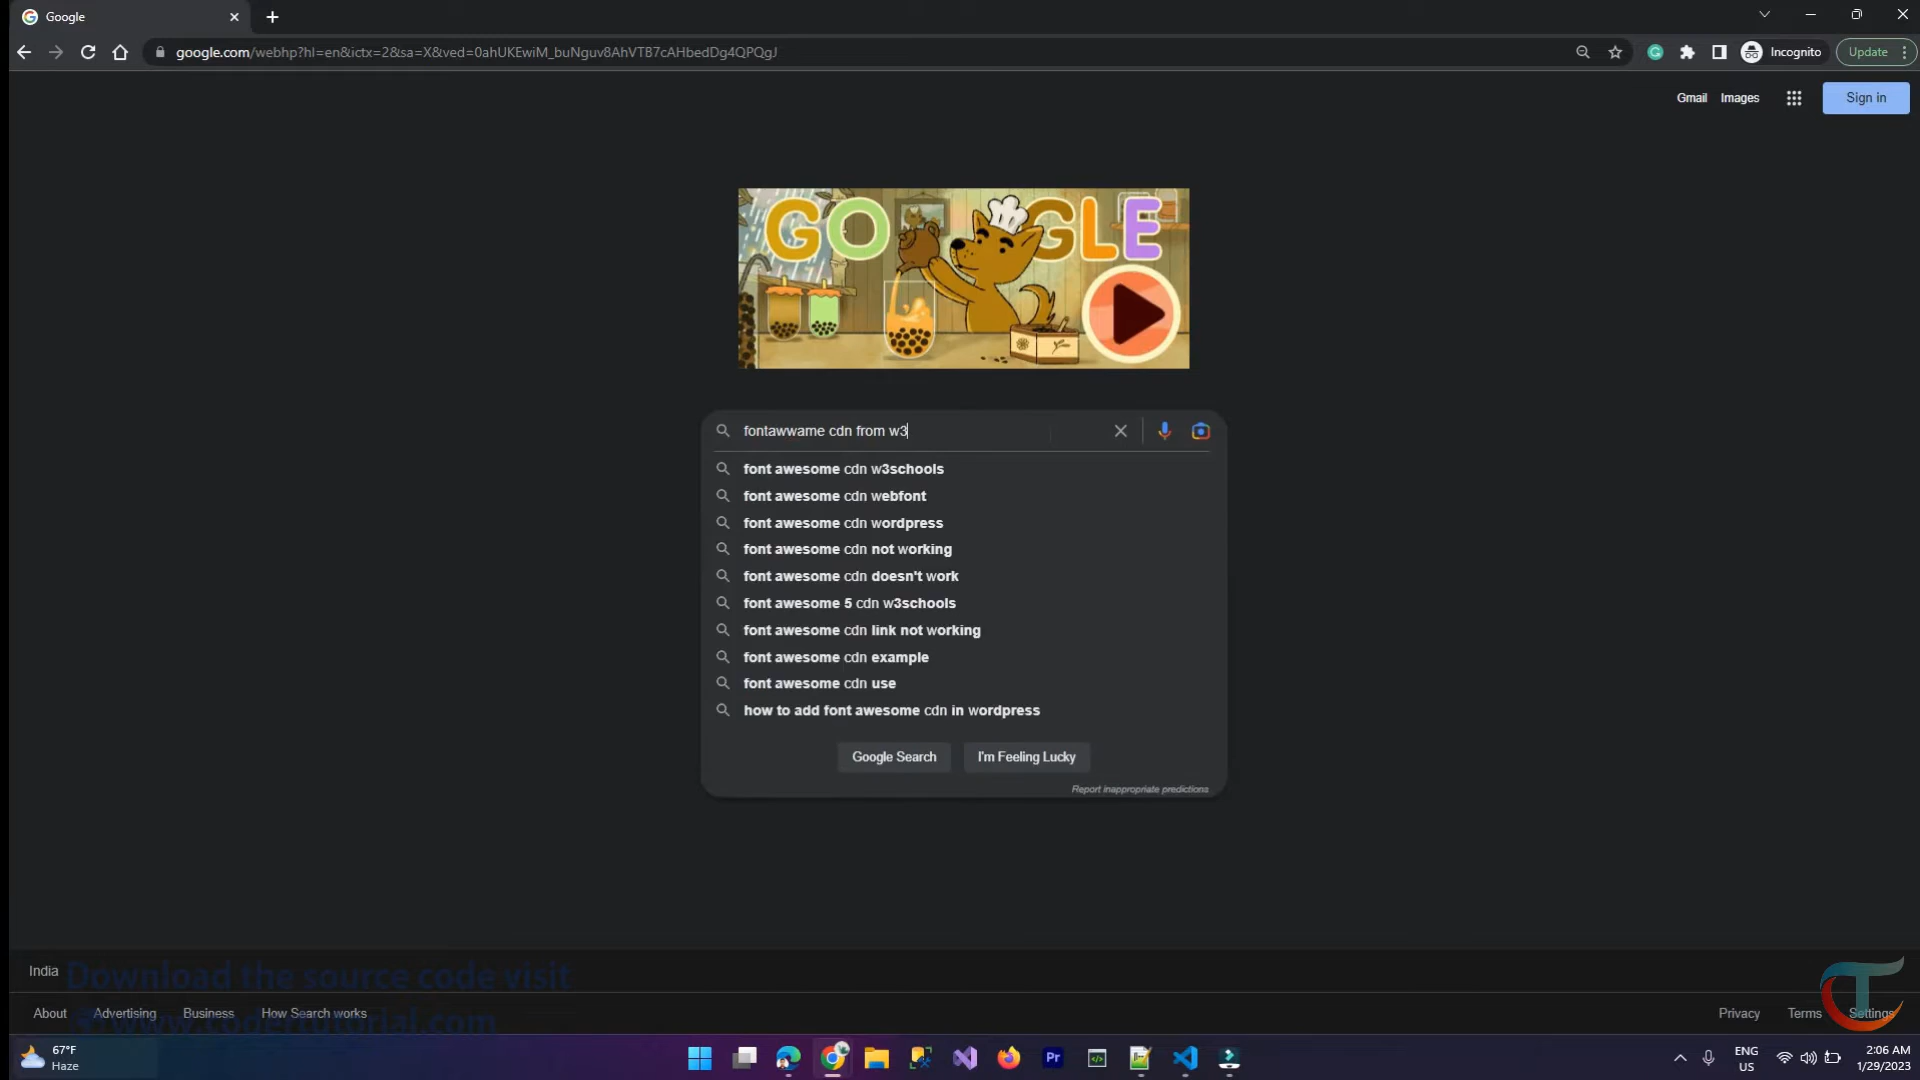 Google
google.com/webhp?hl=en&ictx=2&sa=X&ved=0ahUKEwiM_buNguv8AhVTB7cAHbedDg4QPQgJ
Incognito
Update
Gmail Images
Sign in
GOOGLE
fontawwame cdn from w3
font awesome cdn w3schools
font awesome cdn webfont
font awesome cdn wordpress
font awesome cdn not working
font awesome cdn doesn't work
font awesome 5 cdn w3schools
font awesome cdn link not working
font awesome cdn example
font awesome cdn use
how to add font awesome cdn in wordpress
Google Search I'm Feeling Lucky
Report inappropriate predictions
India
Download the source code visit
About Advertising Business How Search works
www.codertutorial.com
Privacy Terms Settings
67°F
Haze
Pr
ENG
US
2:06 AM
1/29/2023